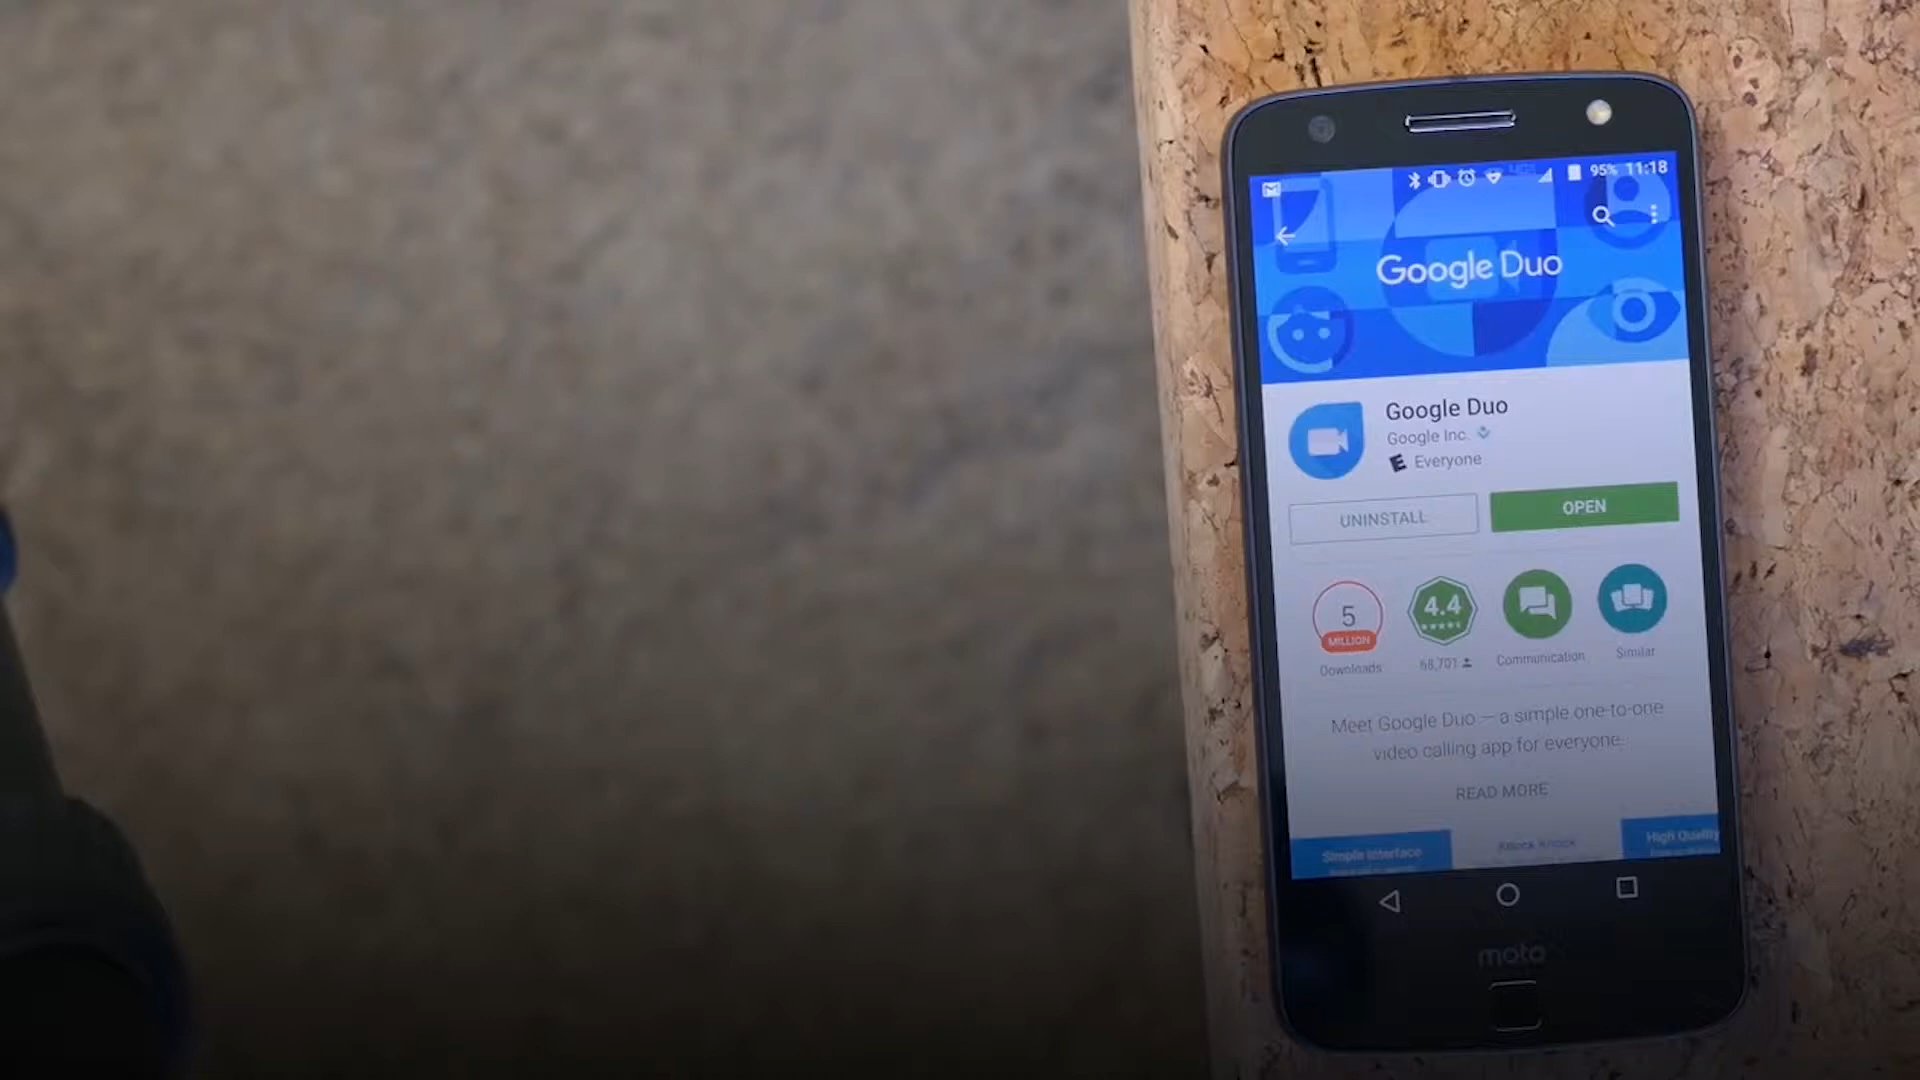 95% 11:18
Google Duo
Google Duo
Google Inc.
Everyone
UNINSTALL
OPEN
5
MILLION
4.4
Downloads
68,701
Communication
Similar
Meet Google Duo — a simple one-to-one
video calling app for everyone.
READ MORE
Simple Interface
Knock Knock
High Quality
moto